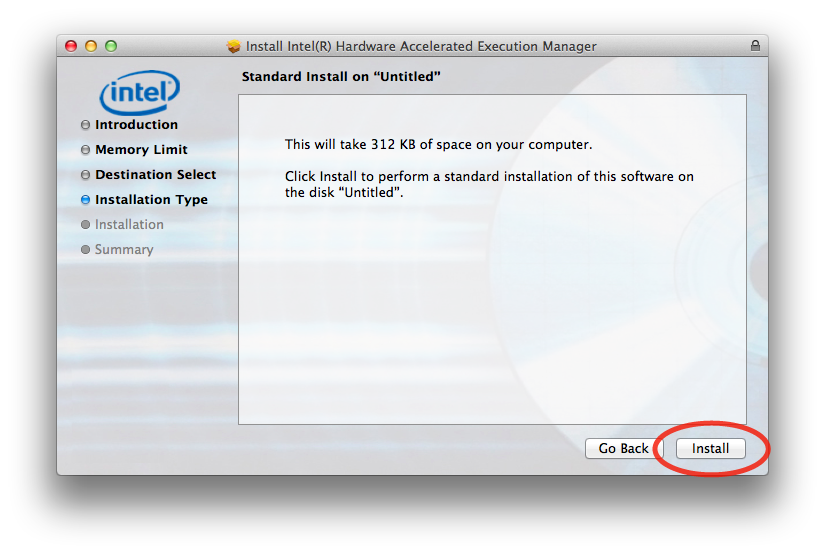 Install Intel(R) Hardware Accelerated Execution Manager
intel®
Standard Install on “Untitled”
Introduction
Memory Limit
Destination Select
Installation Type
Installation
Summary
This will take 312 KB of space on your computer.
Click Install to perform a standard installation of this software on
the disk “Untitled”.
Go Back
Install